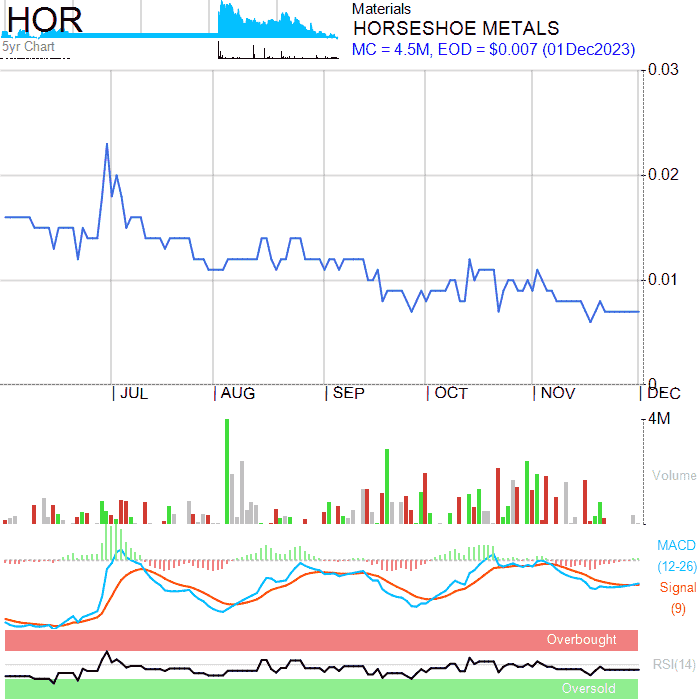 HOR
5yr Chart
Materials
HORSESHOE METALS
MC = 4.5M, EOD = $0.007 (01Dec2023)
0.03
0.02
0.01
0
JUL AUG SEP OCT NOV DEC
4M
Volume
MACD
(12-26)
Signal
(9)
Overbought
RSI(14)
Oversold